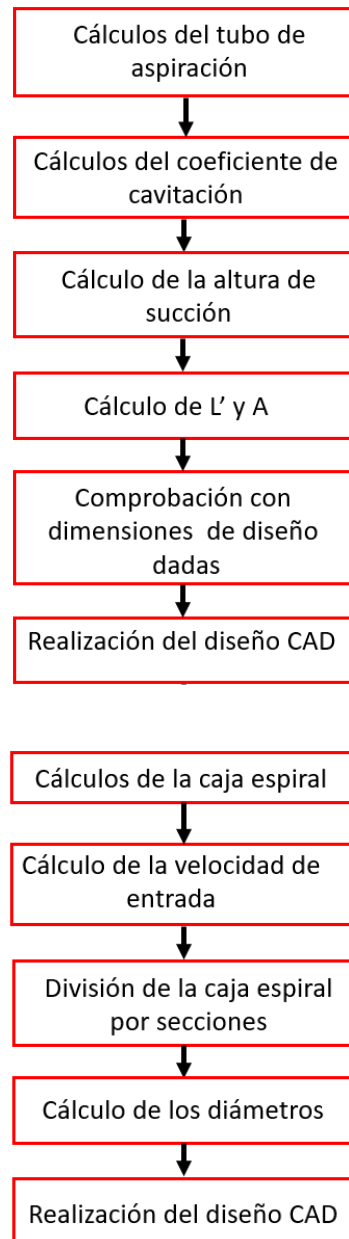 Cálculos del tubo de
aspiración
Cálculos del coeficiente de
cavitación
Cálculo de la altura de
succión
Cálculo de L’ y A
Comprobación con
dimensiones de diseño
dadas
Realización del diseño CAD
Cálculos de la caja espiral
Cálculo de la velocidad de
entrada
División de la caja espiral
por secciones
Cálculo de los diámetros
Realización del diseño CAD